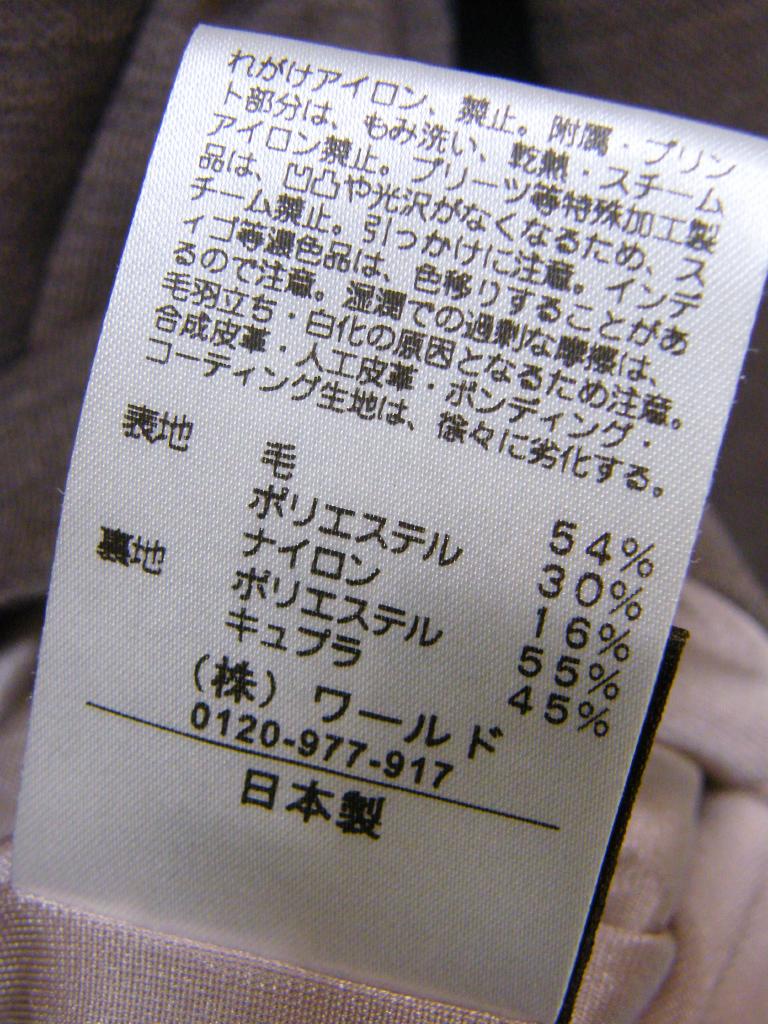 れがけアイロン、禁止。附属・プリン
ト部分は、もみ洗い、乾熱・スチーム
アイロン禁止。プリーツ等特殊加工製
品は、凹凸や光沢がなくなるため、ス
チーム禁止。引っかけに注意。インデ
ィゴ等濃色品は、色移りすることがあ
るので注意。湿潤での過剰な摩擦は、
毛羽立ち・白化の原因となるため注意。
合成皮革・人工皮革・ボンディング・
コーティング生地は、徐々に劣化する。
表地 毛 54%
ポリエステル 30%
ナイロン 16%
裏地 ポリエステル 55%
キュプラ 45%
(株) ワールド
0120-977-917
日本製